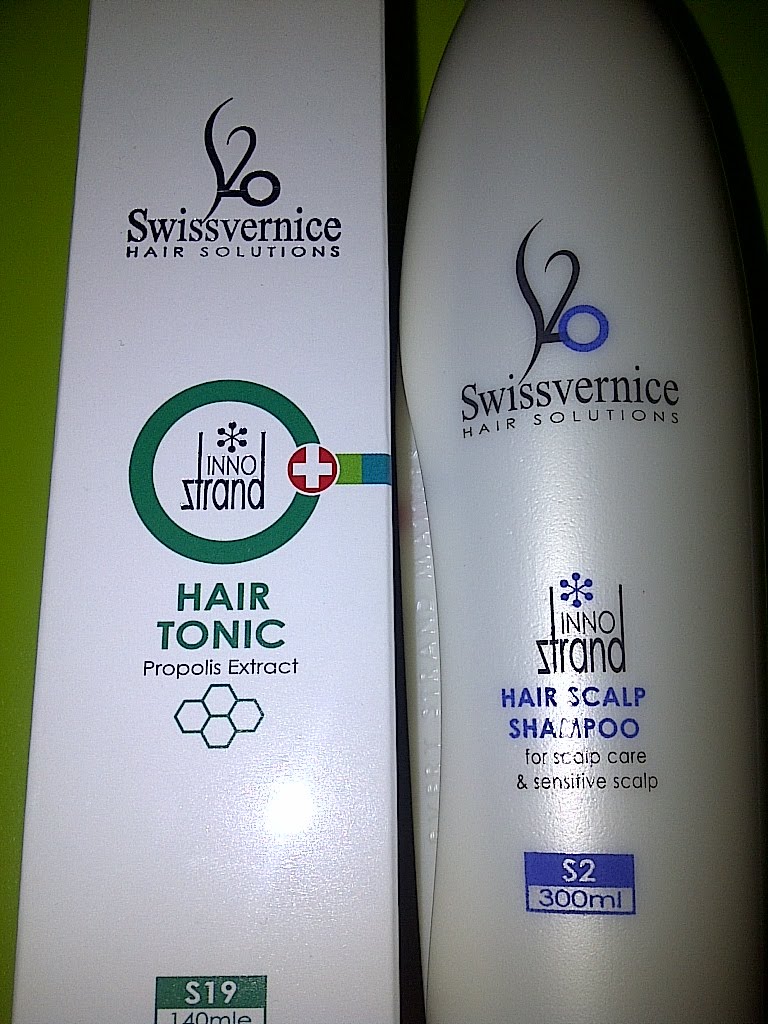 Swissvernice
HAIR SOLUTIONS
INNO
strand
HAIR
TONIC
Propolis Extract
S19
140mle
Swissvernice
HAIR SOLUTIONS
INNO
strand
HAIR SCALP
SHAMPOO
for scalp care
& sensitive scalp
S2
300ml